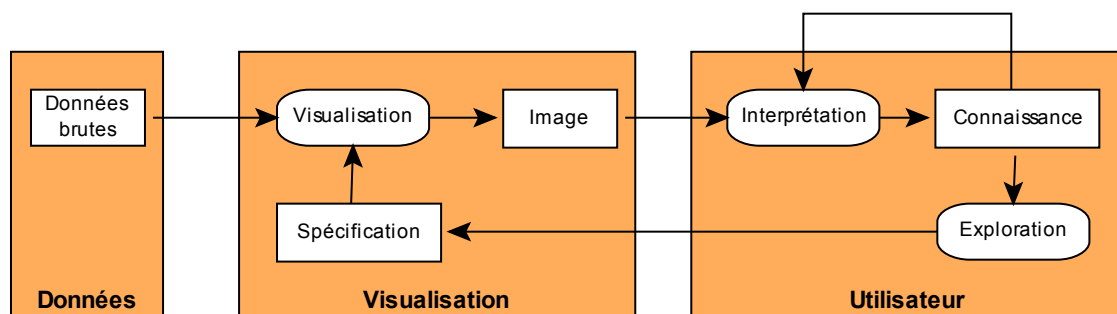 Données
brutes
Visualisation
Image
Interprétation
Connaissance
Spécification
Exploration
Données
Visualisation
Utilisateur